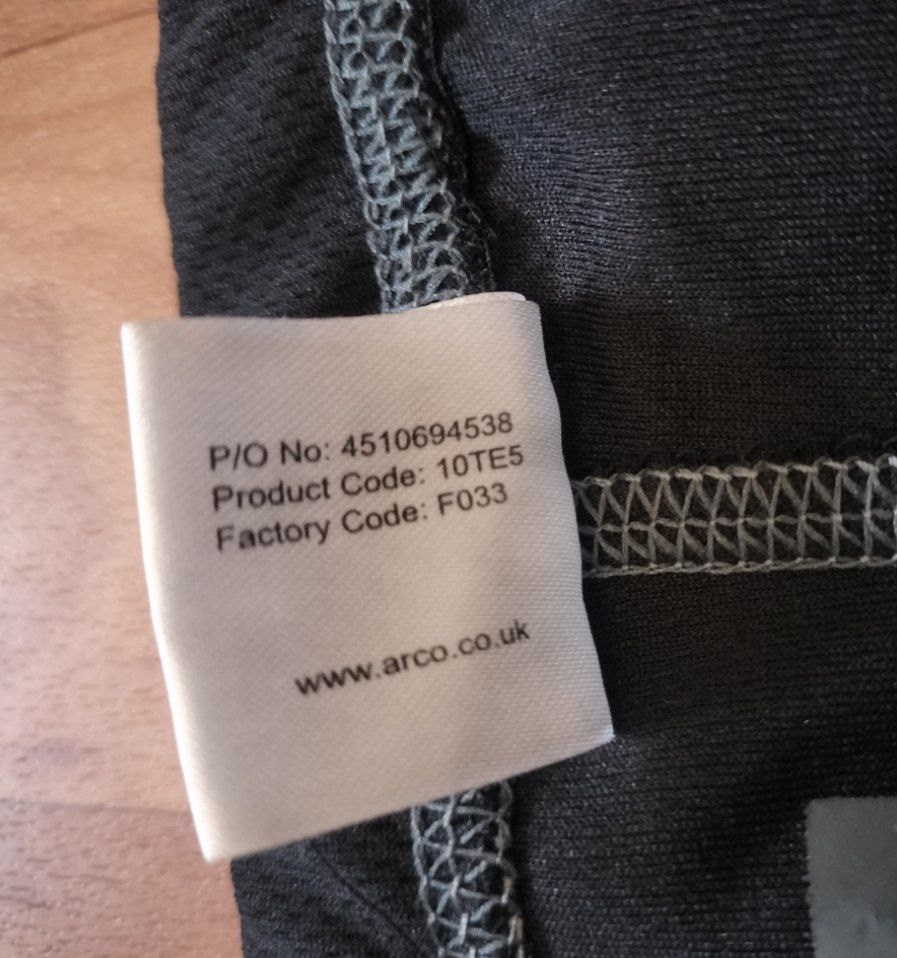 P/O No: 4510694538
Product Code: 10TE5
Factory Code: F033
www.arco.co.uk